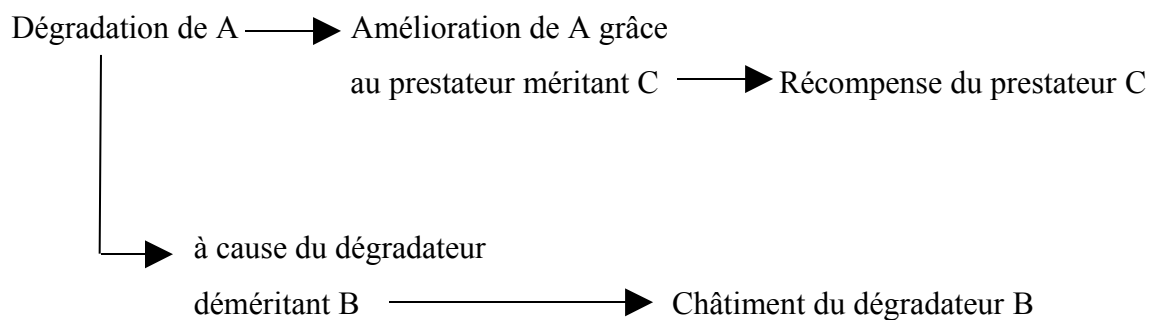 Dégradation de A Amélioration de A grâce
au prestateur méritant C Récompense du prestateur C
à cause du dégradateur
déméritant B Châtiment du dégradateur B